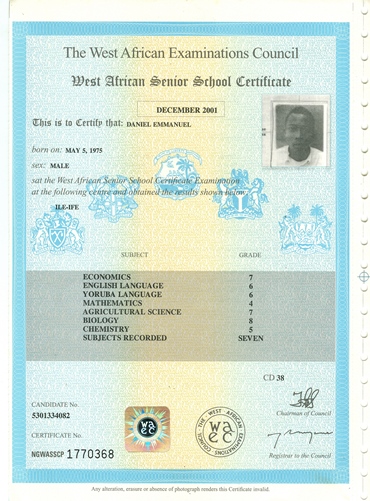 The West African Examinations Council
West African Senior School Certificate
DECEMBER 2001
This is to Certify that: DANIEL EMMANUEL
born on: MAY 5, 1975
sex: MALE
sat the West African Senior School Certificate Examination
at the following centre and obtained the results shown below
ILE-IFE
SUBJECT GRADE
ECONOMICS 7
ENGLISH LANGUAGE 6
YORUBA LANGUAGE 6
MATHEMATICS 4
AGRICULTURAL SCIENCE 7
BIOLOGY 8
CHEMISTRY 5
SUBJECTS RECORDED SEVEN
CD 38
CANDIDATE No.
5301334082
Chairman of Council
CERTIFICATE No.
NGWASSCP 1770368
waec
THE WEST AFRICAN EXAMINATIONS COUNCIL
waec
Registrar to the Council
Any alteration, erasure or absence of photograph renders this Certificate invalid.